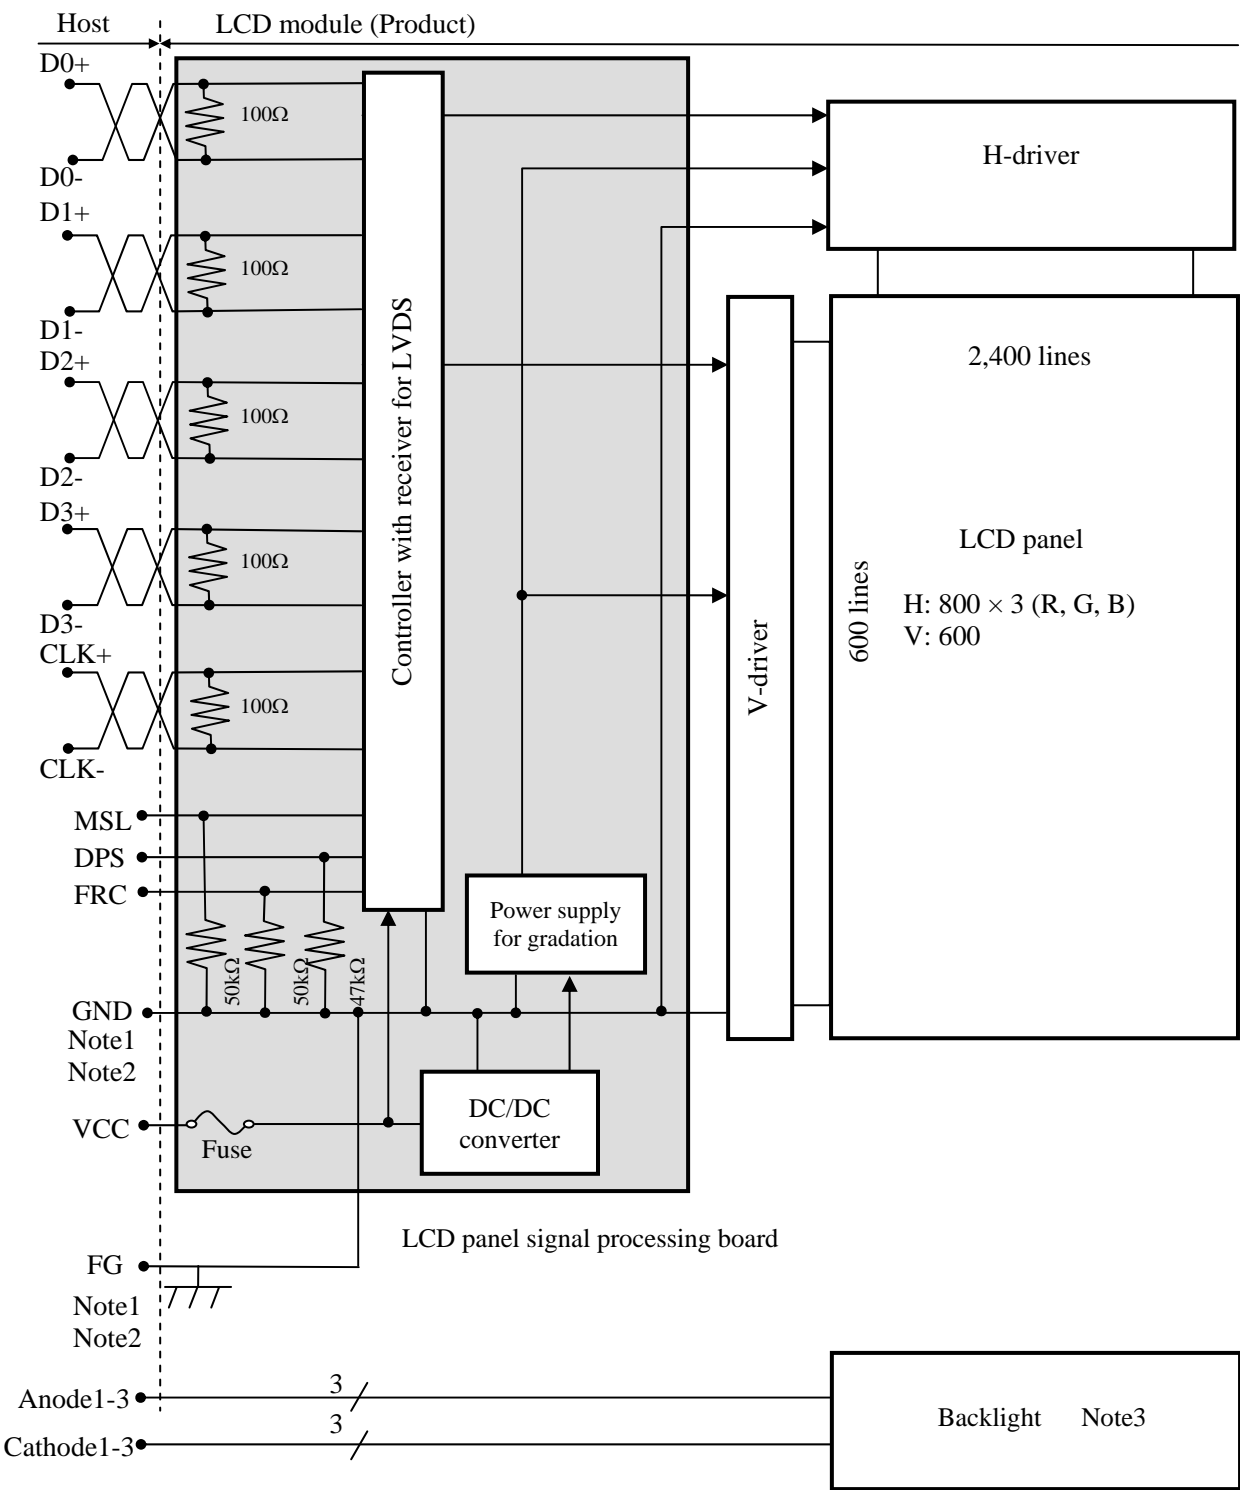 Host
LCD module (Product)
D0+
100Ω
D0-
H-driver
D1+
100Ω
D1-
D2+
100Ω
D2-
D3+
100Ω
D3-
CLK+
100Ω
CLK-
Controller with receiver for LVDS
2,400 lines
LCD panel
H: 800 × 3 (R, G, B)
V: 600
600 lines
V-driver
MSL
DPS
FRC
Power supply
for gradation
50kΩ
50kΩ
47kΩ
GND
Note1
Note2
VCC
Fuse
DC/DC
converter
LCD panel signal processing board
FG
Note1
Note2
Anode1-3
3
Cathode1-3
3
Backlight Note3